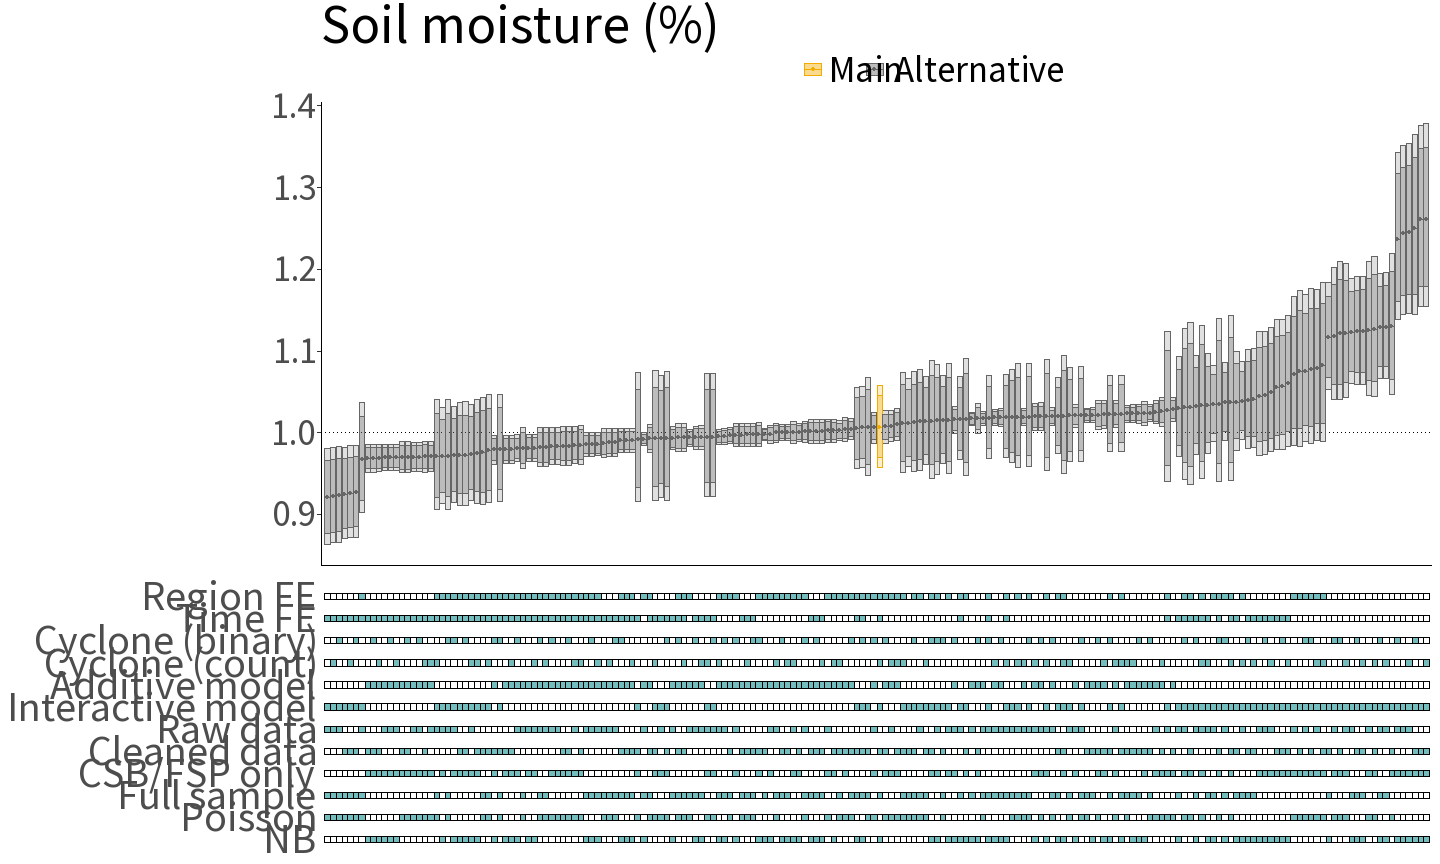 Soil moisture (%)
Main Alternative
1.4
1.3
1.2
1.1
1.0
0.9
Region FE
Time FE
Cyclone (binary)
Cyclone (count)
Additive model
Interactive model
Raw data
Cleaned data
CSB/FSP only
Full sample
Poisson
NB